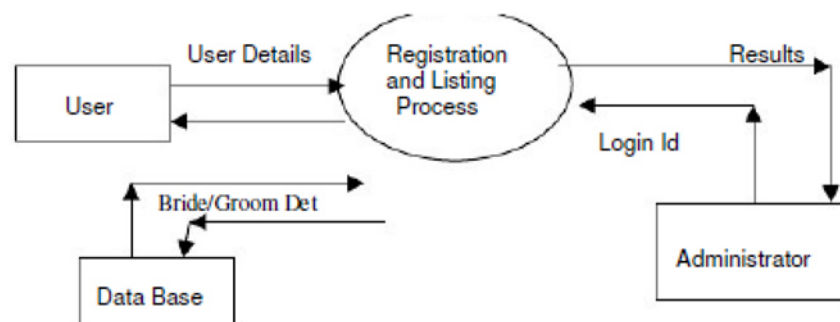 User Details
Registration
and Listing
Process
Results
User
Login Id
Bride/Groom Det
Administrator
Data Base